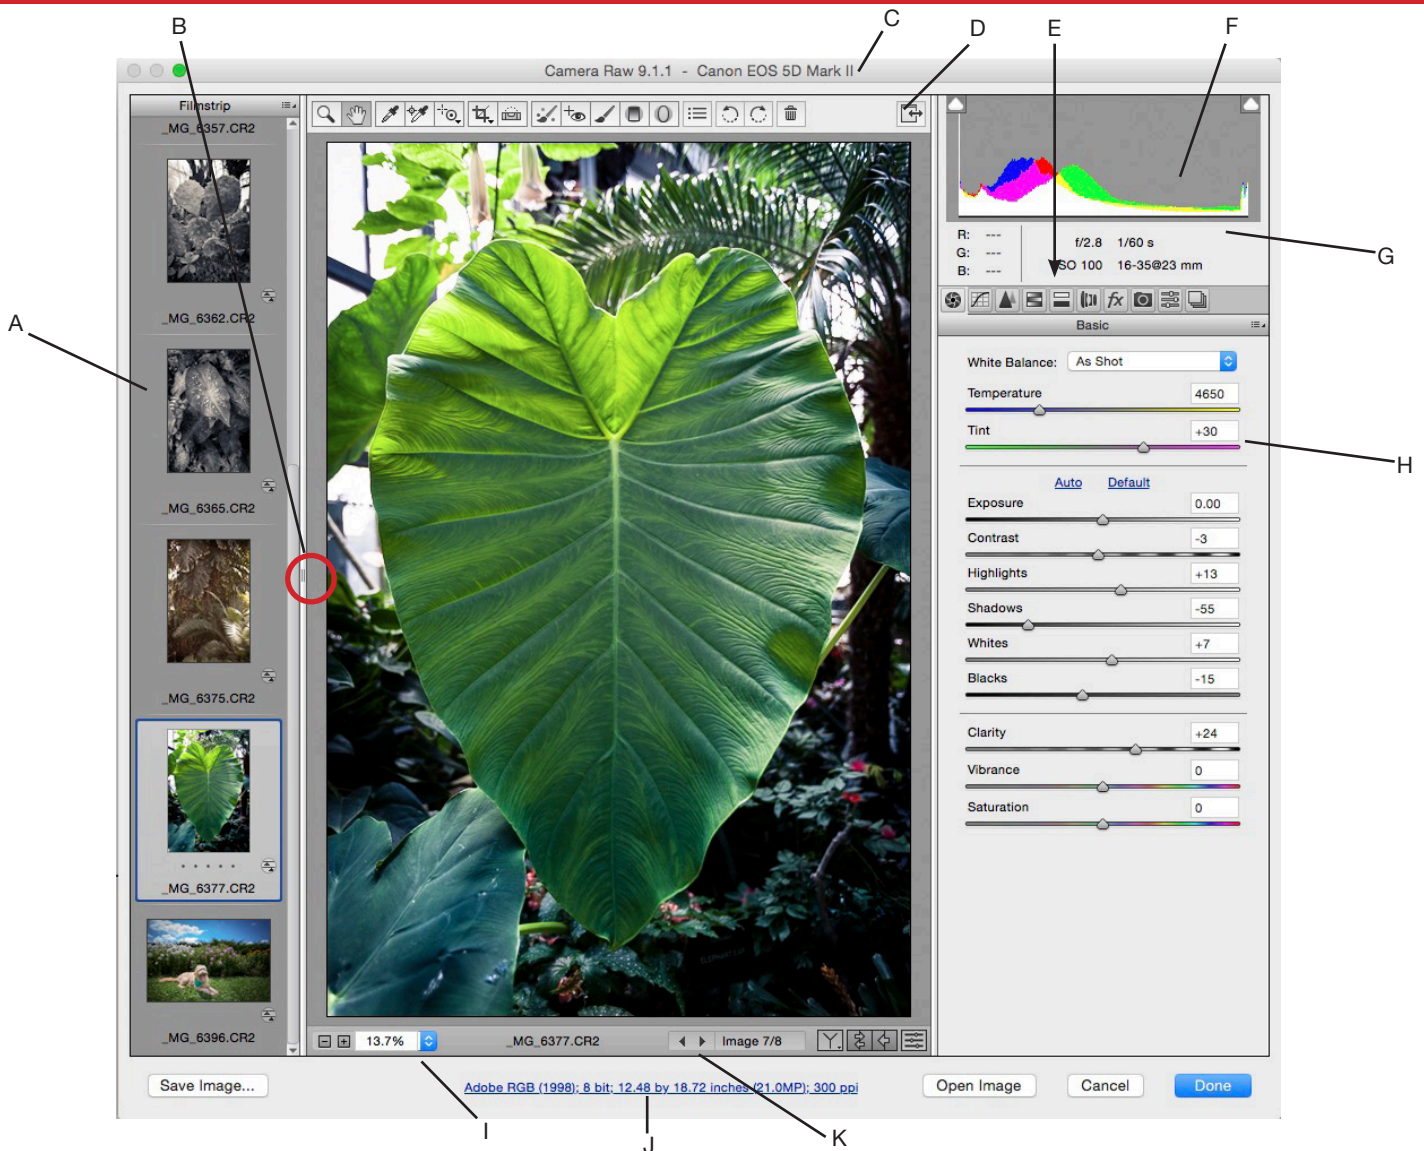 B
C
D
E
F
Camera Raw 9.1.1 - Canon EOS 5D Mark II
Filmstrip
_MG_6357.CR2
R: ---
G: ---
B: ---
f/2.8 1/60 s
ISO 100 16-35@23 mm
G
_MG_6362.CR2
fx
Basic
A
White Balance: As Shot
Temperature 4650
Tint +30
H
Auto Default
Exposure 0.00
_MG_6365.CR2
Contrast -3
Highlights +13
Shadows -55
Whites +7
Blacks -15
_MG_6375.CR2
Clarity +24
Vibrance 0
Saturation 0
_MG_6377.CR2
_MG_6396.CR2
13.7%
_MG_6377.CR2
Image 7/8
Y
Save Image...
Adobe RGB (1998); 8 bit; 12.48 by 18.72 inches (21.0MP); 300 ppi
Open Image
Cancel
Done
I
J
K